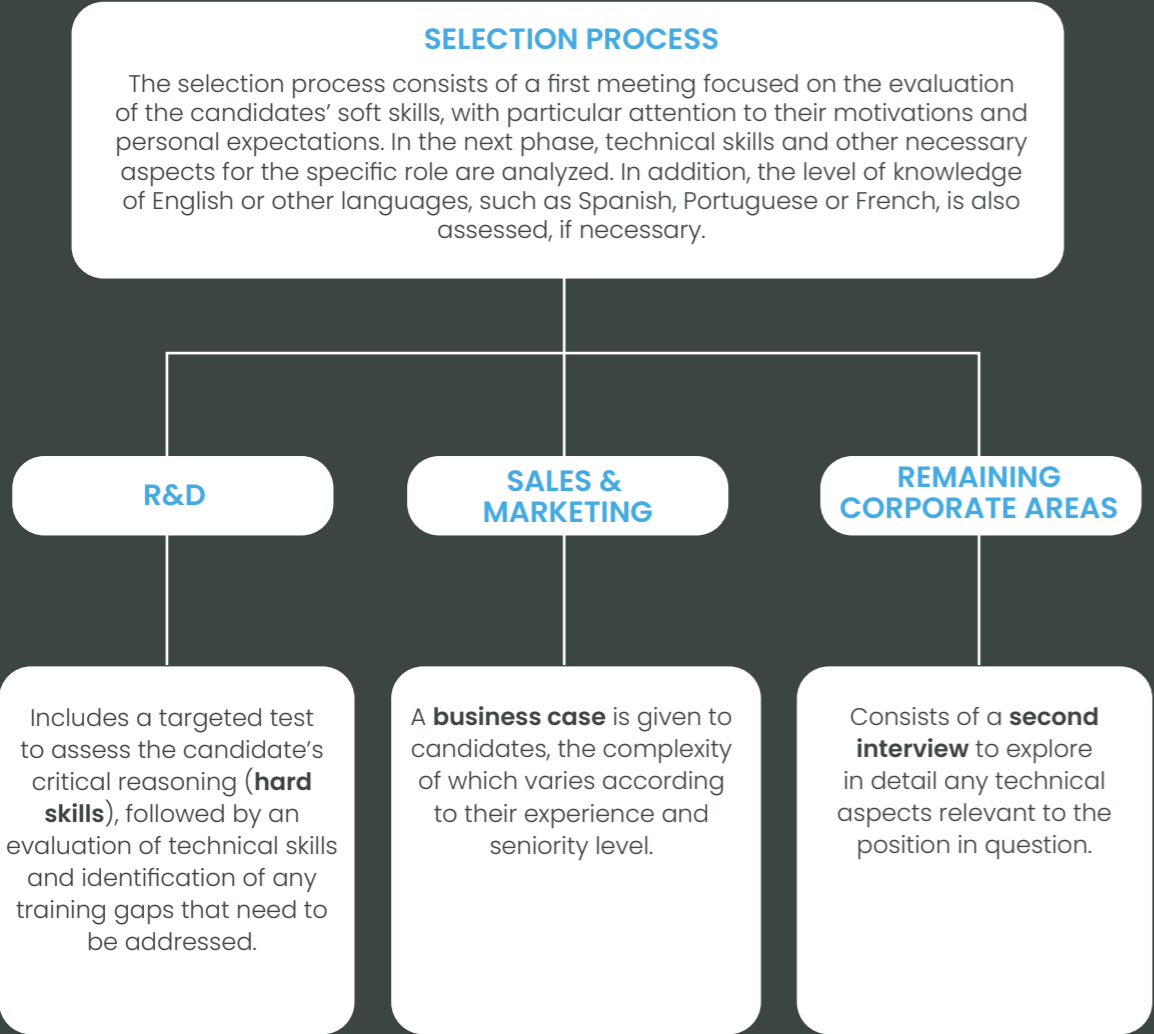 SELECTION PROCESS
The selection process consists of a first meeting focused on the evaluation
of the candidates’ soft skills, with particular attention to their motivations and
personal expectations. In the next phase, technical skills and other necessary
aspects for the specific role are analyzed. In addition, the level of knowledge
of English or other languages, such as Spanish, Portuguese or French, is also
assessed, if necessary.
R&D
SALES &
MARKETING
REMAINING
CORPORATE AREAS
Includes a targeted test
to assess the candidate’s
critical reasoning (hard
skills), followed by an
evaluation of technical skills
and identification of any
training gaps that need to
be addressed.
A business case is given to
candidates, the complexity
of which varies according
to their experience and
seniority level.
Consists of a second
interview to explore
in detail any technical
aspects relevant to the
position in question.